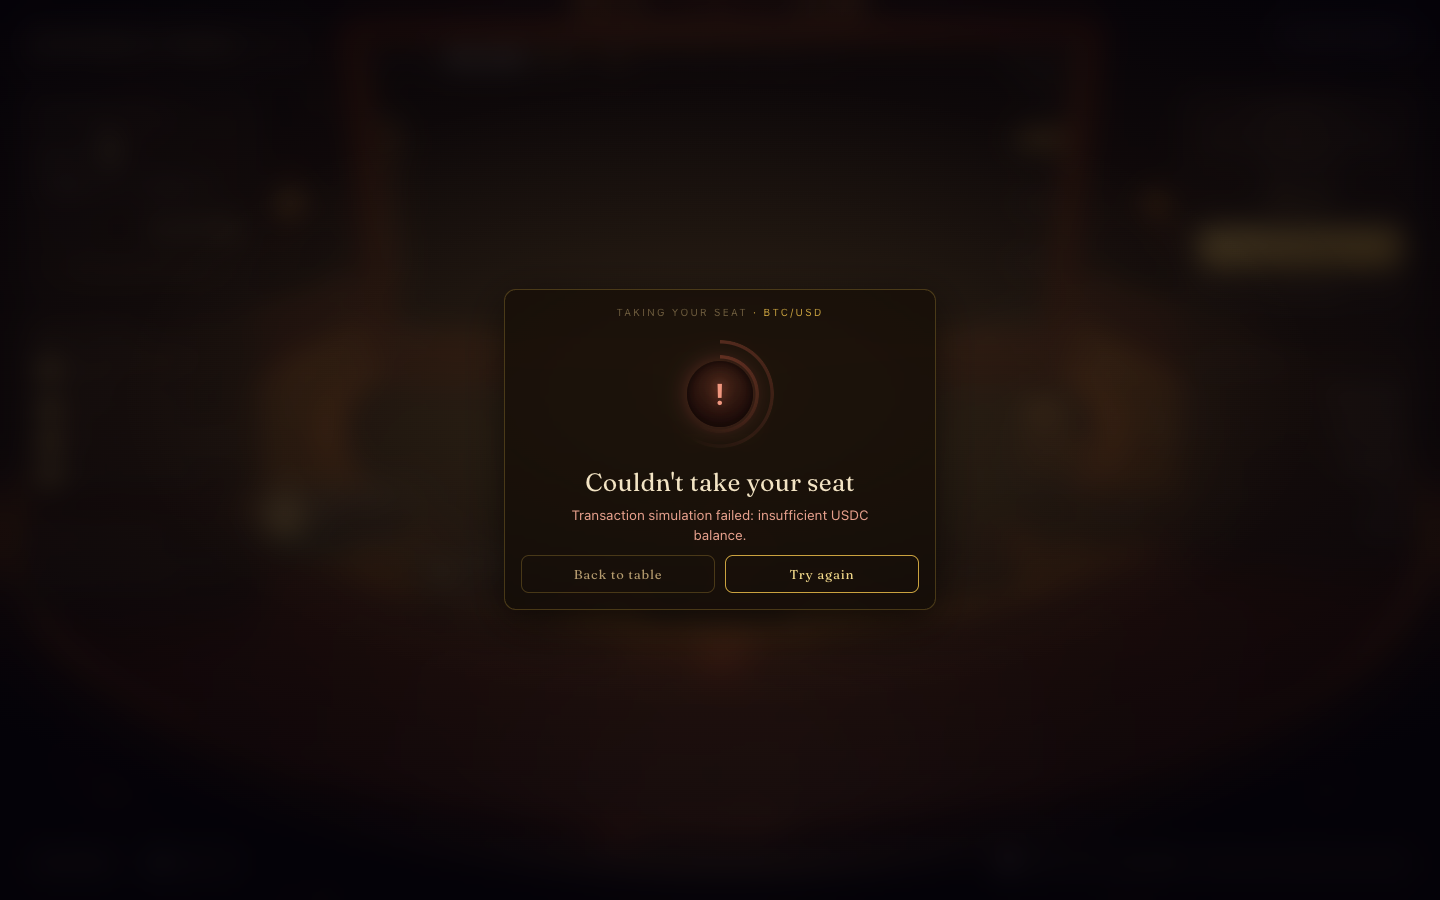 TAKING YOUR SEAT · BTC/USD
!
Couldn't take your seat
Transaction simulation failed: insufficient USDC
balance.
Back to table
Try again